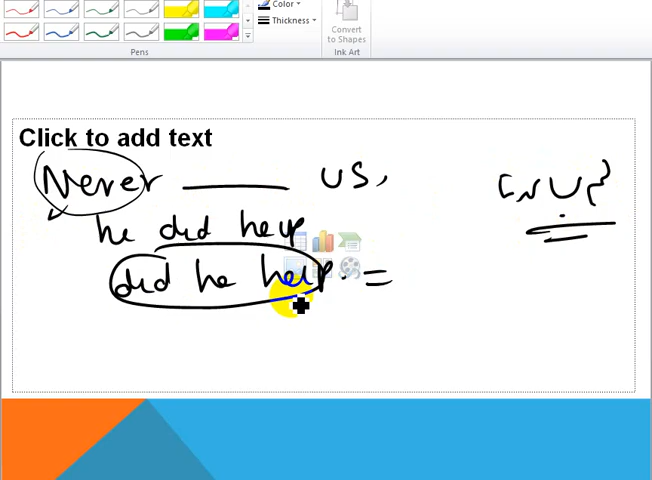 Color
Thickness
Convert
to Shapes
Pens
Ink Art
Click to add text
Never ______ us,
he did help
did he help. =